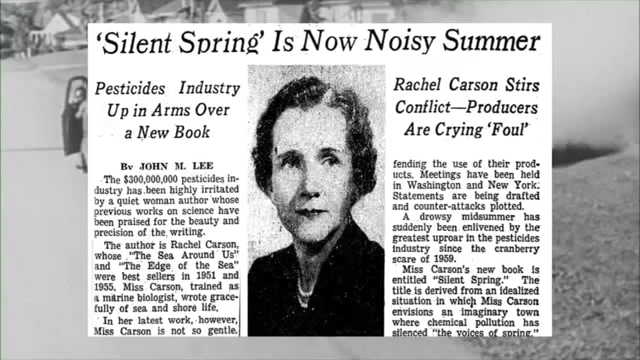 'Silent Spring' Is Now Noisy Summer
Pesticides Industry
Up in Arms Over
a New Book
Rachel Carson Stirs
Conflict—Producers
Are Crying 'Foul'
By JOHN M. LEE
The $300,000,000 pesticides in-
dustry has been highly irritated
by a quiet woman author whose
previous works on science have
been praised for the beauty and
precision of the writing.
The author is Rachel Carson,
whose "The Sea Around Us"
and "The Edge of the Sea"
were best sellers in 1951 and
1955. Miss Carson, trained as
a marine biologist, wrote grace-
fully of sea and shore life.
In her latest work, however,
Miss Carson is not so gentle.
fending the use of their prod-
ucts. Meetings have been held
in Washington and New York.
Statements are being drafted
and counter-attacks plotted.
A drowsy midsummer has
suddenly been enlivened by the
greatest uproar in the pesticides
industry since the cranberry
scare of 1959.
Miss Carson's new book is
entitled "Silent Spring." The
title is derived from an idealized
situation in which Miss Carson
envisions an imaginary town
where chemical pollution has
silenced "the voices of spring."